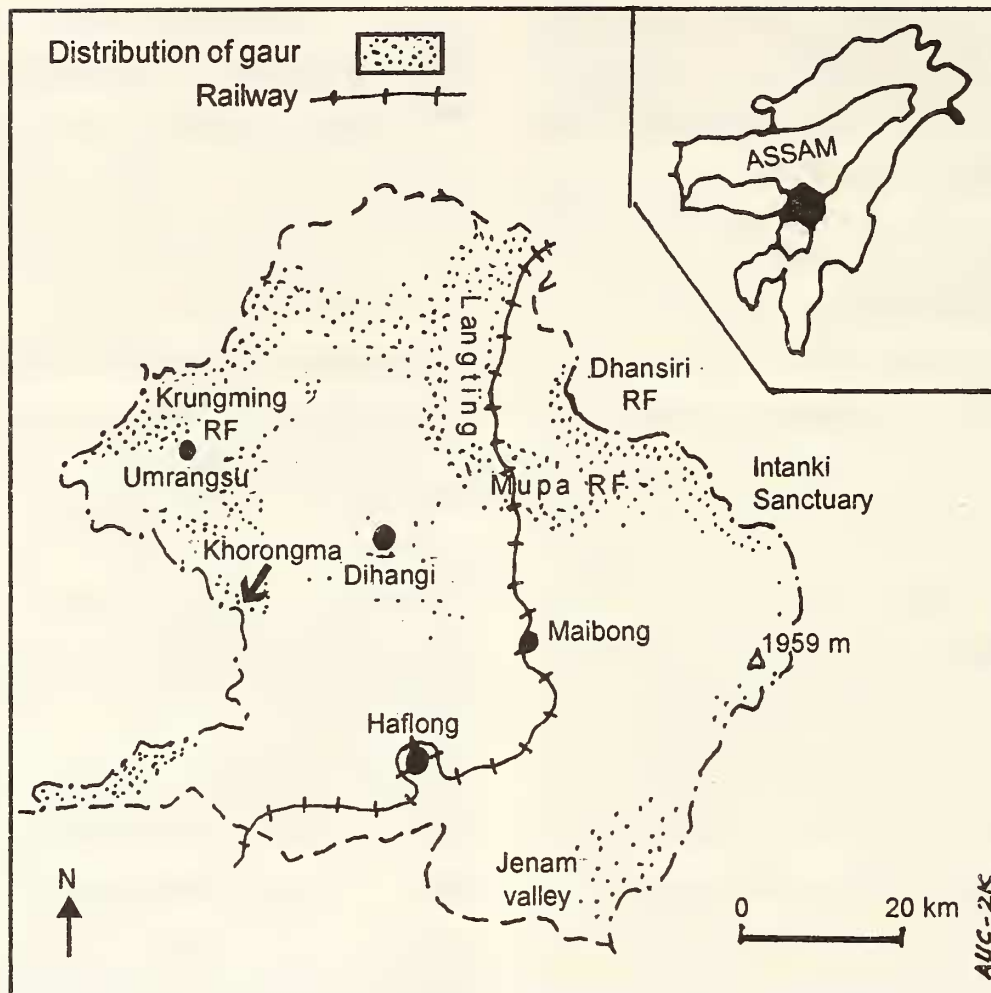 Distribution of gaur
Railway
ASSAM
Langting
Dhansiri
RF
Krungming
RF
Umrangsu
Mupa RF
Intanki
Sanctuary
Khorongma
Dihangi
Maibong
1959 m
Haflong
Jenam
valley
N
0 20 km
AUC-2K